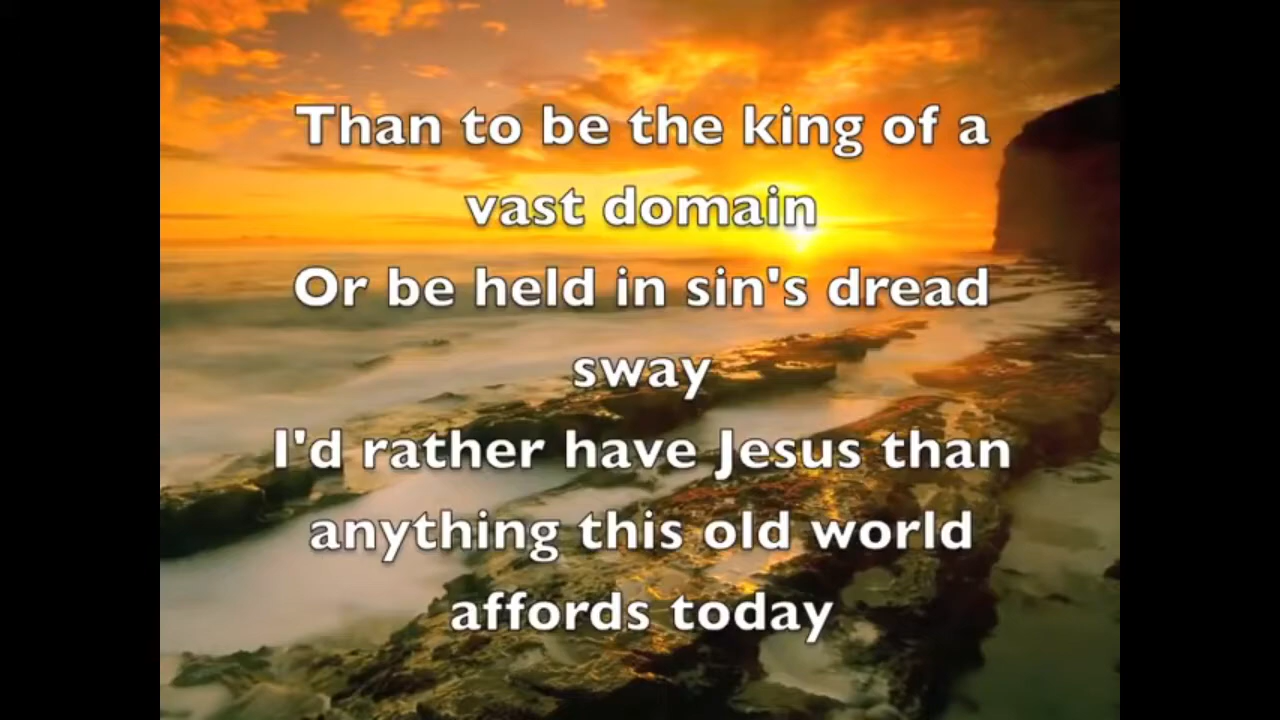 Than to be the king of a
vast domain
Or be held in sin's dread
sway
I'd rather have Jesus than
anything this old world
affords today